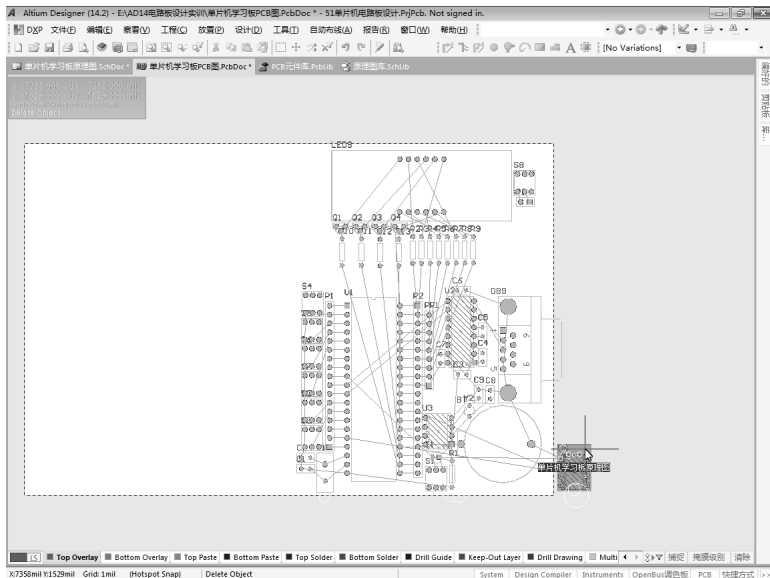 Altium Designer (14.2) - E:\AD14电路板设计实训\单片机学习板PCB图.PcbDoc * - 51单片机电路板设计.PrjPcb. Not signed in.
DXP 文件(F) 编辑(E) 察看(V) 工程(C) 放置(P) 设计(D) 工具(T) 自动布线(A) 报告(R) 窗口(W) 帮助(H)
[No Variations]
单片机学习板原理图.SchDoc * 单片机学习板PCB图.PcbDoc * PCB元件库.PcbLib 原理图库.SchLib
Delete Object
LED8
S8
Q1 Q2 Q3 Q4
S4
P1
U1
P2
PR1
C6
U2
DB9
C5
C4
C7
C3
C9 C8
Y2
U3
R1
S1
单片机学习板原理图
LS Top Overlay Bottom Overlay Top Paste Bottom Paste Top Solder Bottom Solder Drill Guide Keep-Out Layer Drill Drawing Multi 捕捉 掩膜级别 清除
X:7358mil Y:1529mil Grid: 1mil (Hotspot Snap) Delete Object System Design Compiler Instruments OpenBus调色板 PCB 快捷方式 >>